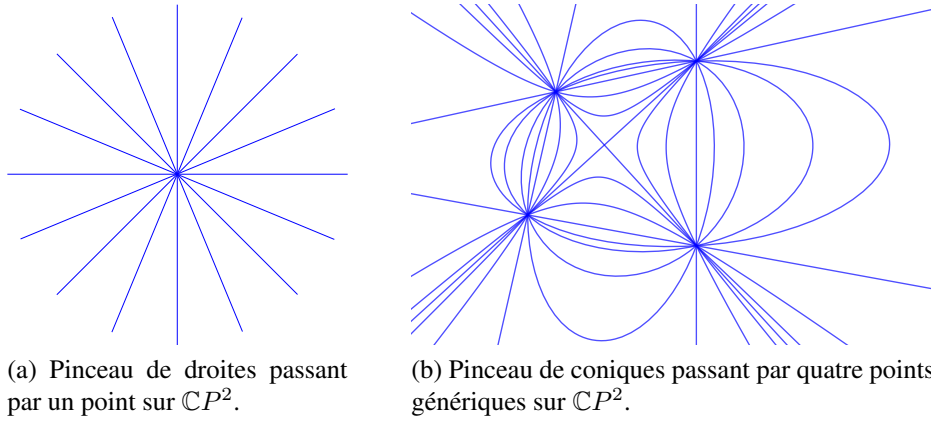 (a) Pinceau de droites passant
par un point sur ℂP².
(b) Pinceau de coniques passant par quatre points
génériques sur ℂP².